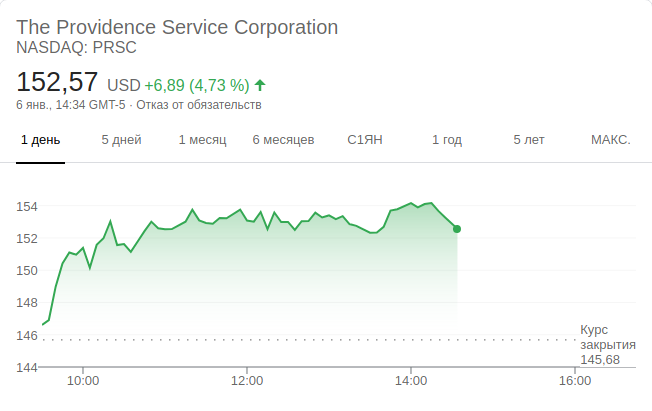 The Providence Service Corporation
NASDAQ: PRSC
152,57 USD +6,89 (4,73 %)
6 янв., 14:34 GMT-5 · Отказ от обязательств
1 день 5 дней 1 месяц 6 месяцев С1ЯН 1 год 5 лет МАКС.
154
152
150
148
146
144
Курс
закрытия
145,68
10:00 12:00 14:00 16:00